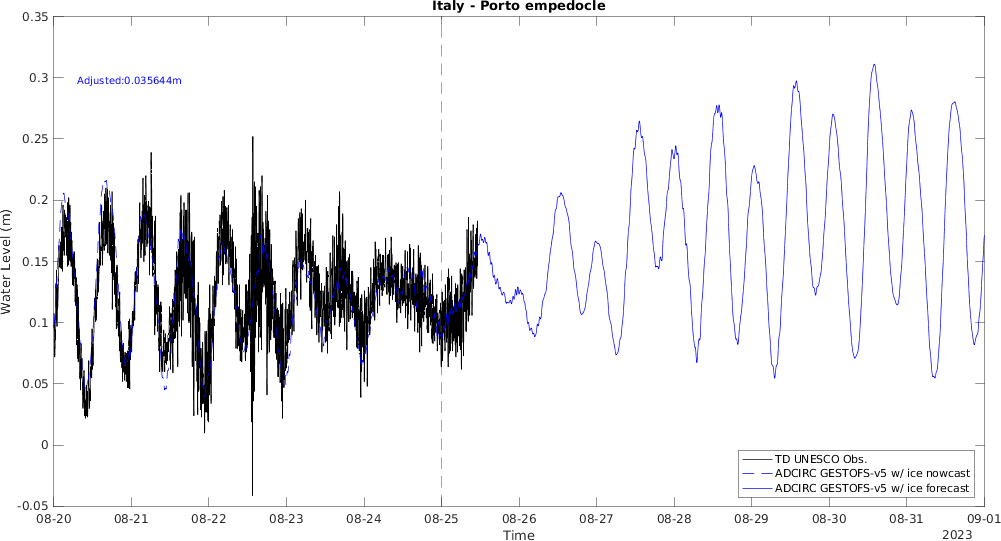 Italy - Porto empedocle
0.35
0.3
0.25
0.2
0.15
0.1
0.05
0
-0.05
Water Level (m)
Adjusted:0.035644m
TD UNESCO Obs.
ADCIRC GESTOFS-v5 w/ ice nowcast
ADCIRC GESTOFS-v5 w/ ice forecast
08-20 08-21 08-22 08-23 08-24 08-25 08-26 08-27 08-28 08-29 08-30 08-31 09-01
Time
2023